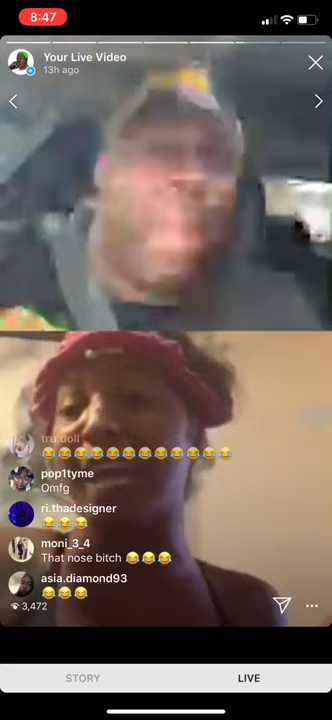 8:47
Your Live Video
13h ago
tru.doll
😂😂😂😂😂😂😂😂😂😂😂😂
pop1tyme
Omfg
ri.thadesigner
😂😂😂
moni_3_4
That nose bitch 😂😂😂
asia.diamond93
😂😂😂
3,472
STORY
LIVE